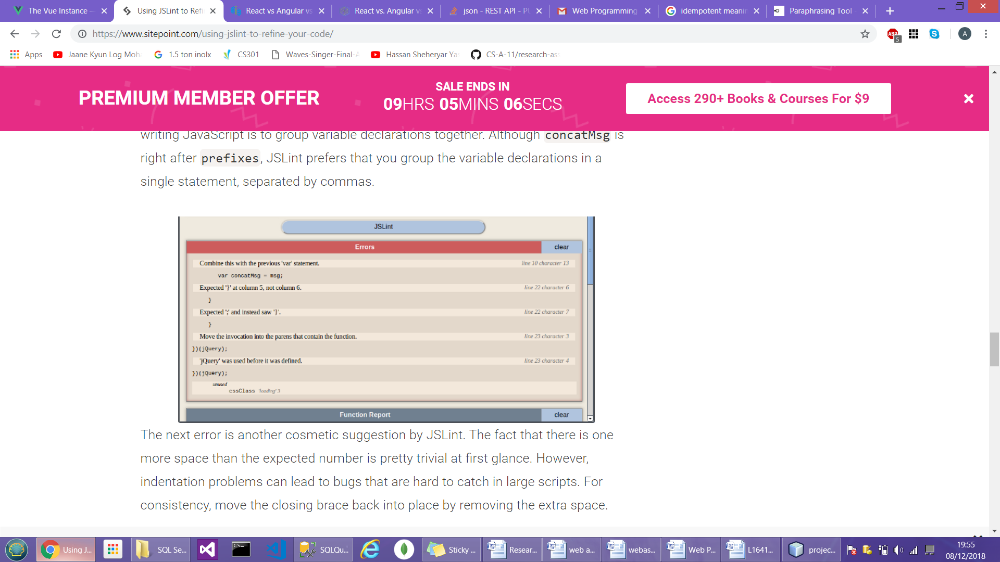 The Vue Instance
Using JSLint to Refi
React vs Angular vs
React vs. Angular v
json - REST API - PU
Web Programming
idempotent meanin
Paraphrasing Tool
https://www.sitepoint.com/using-jslint-to-refine-your-code/
ABP
5
A
Apps
Jaane Kyun Log Moh
1.5 ton inolx
CS301
Waves-Singer-Final-A
Hassan Sheheryar Yas
CS-A-11/research-ass
PREMIUM MEMBER OFFER
SALE ENDS IN
09HRS 05MINS 06SECS
Access 290+ Books & Courses For $9
writing JavaScript is to group variable declarations together. Although concatMsg is
right after prefixes, JSLint prefers that you group the variable declarations in a
single statement, separated by commas.
JSLint
Errors
clear
Combine this with the previous 'var' statement.
line 10 character 13
var concatMsg = msg;
Expected '}' at column 5, not column 6.
line 22 character 6
}
Expected ';' and instead saw '}'.
line 22 character 7
}
Move the invocation into the parens that contain the function.
line 23 character 3
})(jQuery);
'jQuery' was used before it was defined.
line 23 character 4
})(jQuery);
unused
cssClass 'loading' 3
Function Report
clear
The next error is another cosmetic suggestion by JSLint. The fact that there is one
more space than the expected number is pretty trivial at first glance. However,
indentation problems can lead to bugs that are hard to catch in large scripts. For
consistency, move the closing brace back into place by removing the extra space.
Using J...
SQL Se...
SQLQu...
Sticky ...
Resear...
web a...
webas...
Web P...
L1641...
projec...
19:55
08/12/2018